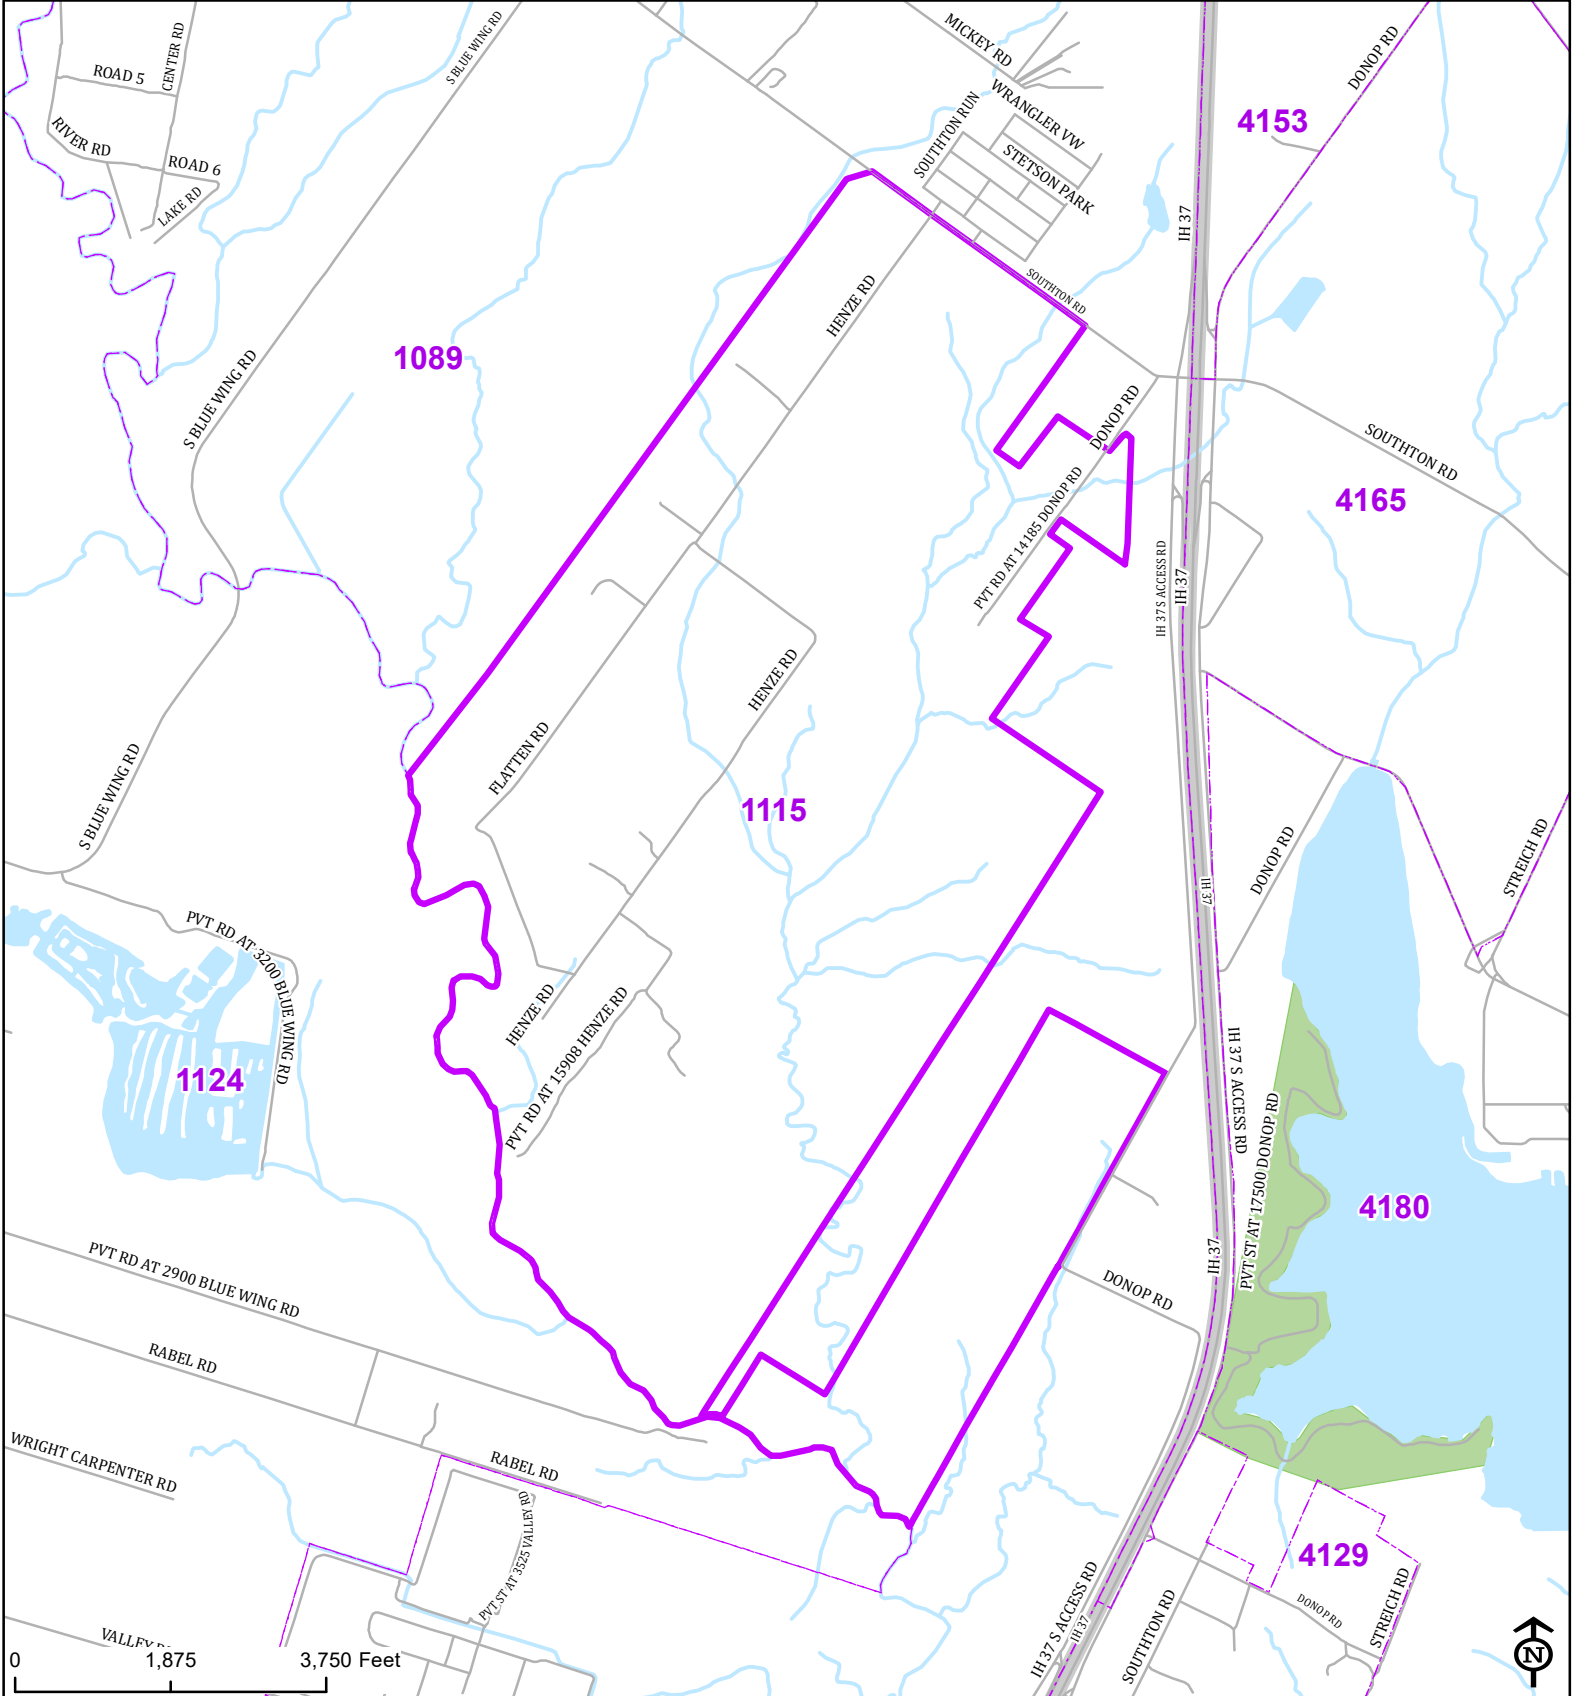 S BLUE WING RD
MICKEY RD
DONOP RD
CENTER RD
ROAD 5
WRANGLER VW
4153
SOUTHTON RUN
RIVER RD
ROAD 6
STETSON PARK
LAKE RD
IH 37
SOUTHTON RD
HENZE RD
1089
S BLUE WING RD
DONOP RD
SOUTHTON RD
4165
PVT RD AT 14185 DONOP RD
IH 37 S ACCESS RD
IH 37
HENZE RD
FLATTEN RD
S BLUE WING RD
1115
DONOP RD
STREICH RD
IH 37
PVT RD AT 3200 BLUE WING RD
HENZE RD
PVT RD AT 15908 HENZE RD
1124
IH 37 S ACCESS RD
PVT ST AT 17500 DONOP RD
4180
IH 37
PVT RD AT 2900 BLUE WING RD
DONOP RD
RABEL RD
WRIGHT CARPENTER RD
RABEL RD
PVT ST AT 3525 VALLEY RD
4129
IH 37 S ACCESS RD
IH 37
SOUTHTON RD
DONOP RD
STREICH RD
VALLEY
0 1,875 3,750 Feet
N